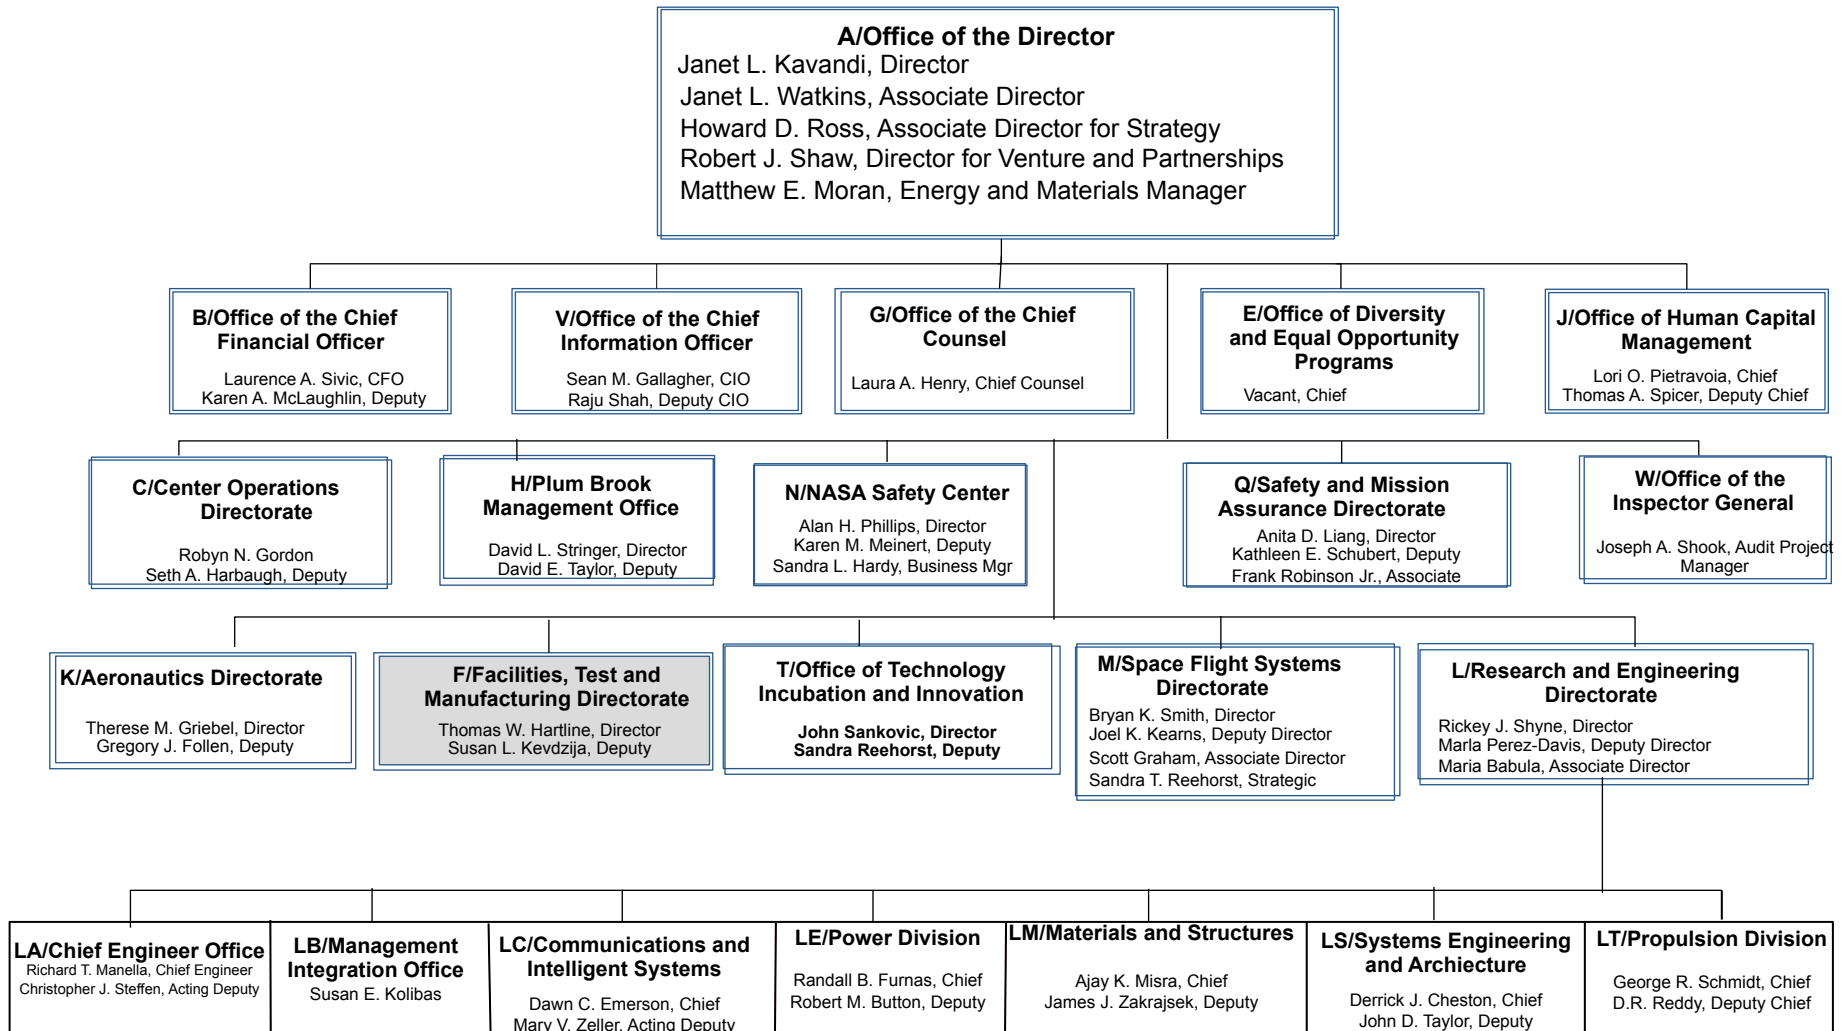 A/Office of the Director
Janet L. Kavandi, Director
Janet L. Watkins, Associate Director
Howard D. Ross, Associate Director for Strategy
Robert J. Shaw, Director for Venture and Partnerships
Matthew E. Moran, Energy and Materials Manager
B/Office of the Chief
Financial Officer
Laurence A. Sivic, CFO
Karen A. McLaughlin, Deputy
V/Office of the Chief
Information Officer
Sean M. Gallagher, CIO
Raju Shah, Deputy CIO
G/Office of the Chief
Counsel
Laura A. Henry, Chief Counsel
E/Office of Diversity
and Equal Opportunity
Programs
Vacant, Chief
J/Office of Human Capital
Management
Lori O. Pietravoia, Chief
Thomas A. Spicer, Deputy Chief
C/Center Operations
Directorate
Robyn N. Gordon
Seth A. Harbaugh, Deputy
H/Plum Brook
Management Office
David L. Stringer, Director
David E. Taylor, Deputy
N/NASA Safety Center
Alan H. Phillips, Director
Karen M. Meinert, Deputy
Sandra L. Hardy, Business Mgr
Q/Safety and Mission
Assurance Directorate
Anita D. Liang, Director
Kathleen E. Schubert, Deputy
Frank Robinson Jr., Associate
W/Office of the
Inspector General
Joseph A. Shook, Audit Project
Manager
K/Aeronautics Directorate
Therese M. Griebel, Director
Gregory J. Follen, Deputy
F/Facilities, Test and
Manufacturing Directorate
Thomas W. Hartline, Director
Susan L. Kevdzija, Deputy
T/Office of Technology
Incubation and Innovation
John Sankovic, Director
Sandra Reehorst, Deputy
M/Space Flight Systems
Directorate
Bryan K. Smith, Director
Joel K. Kearns, Deputy Director
Scott Graham, Associate Director
Sandra T. Reehorst, Strategic
L/Research and Engineering
Directorate
Rickey J. Shyne, Director
Marla Perez-Davis, Deputy Director
Maria Babula, Associate Director
LA/Chief Engineer Office
Richard T. Manella, Chief Engineer
Christopher J. Steffen, Acting Deputy
LB/Management
Integration Office
Susan E. Kolibas
LC/Communications and
Intelligent Systems
Dawn C. Emerson, Chief
Mary V. Zeller, Acting Deputy
LE/Power Division
Randall B. Furnas, Chief
Robert M. Button, Deputy
LM/Materials and Structures
Ajay K. Misra, Chief
James J. Zakrajsek, Deputy
LS/Systems Engineering
and Archiecture
Derrick J. Cheston, Chief
John D. Taylor, Deputy
LT/Propulsion Division
George R. Schmidt, Chief
D.R. Reddy, Deputy Chief